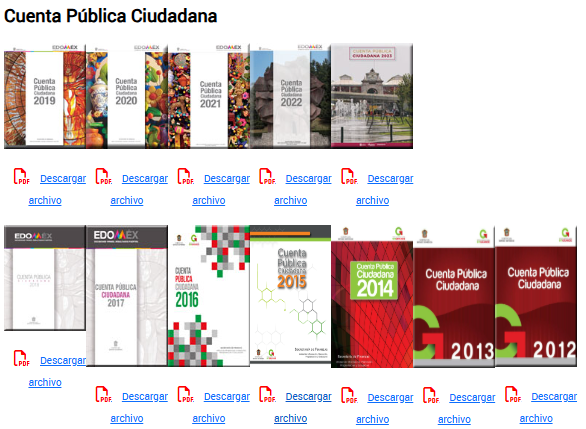 Cuenta Pública Ciudadana
EDOMÉX
Cuenta
Pública
Ciudadana
2019
EDOMÉX
Cuenta
Pública
Ciudadana
2020
EDOMÉX
Cuenta
Pública
Ciudadana
2021
EDOMÉX
Cuenta
Pública
Ciudadana
2022
CUENTA PÚBLICA
CIUDADANA 2023
PDF Descargar
archivo
PDF Descargar
archivo
PDF Descargar
archivo
PDF Descargar
archivo
PDF Descargar
archivo
EDOMÉX
CUENTA PÚBLICA
CIUDADANA
EDOMÉX
CUENTA PÚBLICA
CIUDADANA
2017
CUENTA
PÚBLICA
CIUDADANA
2016
Cuenta
Pública
Ciudadana
2015
Cuenta Pública
Ciudadana
2014
Cuenta Pública
Ciudadana
2013
Cuenta Pública
Ciudadana
2012
PDF Descargar
archivo
PDF Descargar
archivo
PDF Descargar
archivo
PDF Descargar
archivo
PDF Descargar
archivo
PDF Descargar
archivo
PDF Descargar
archivo